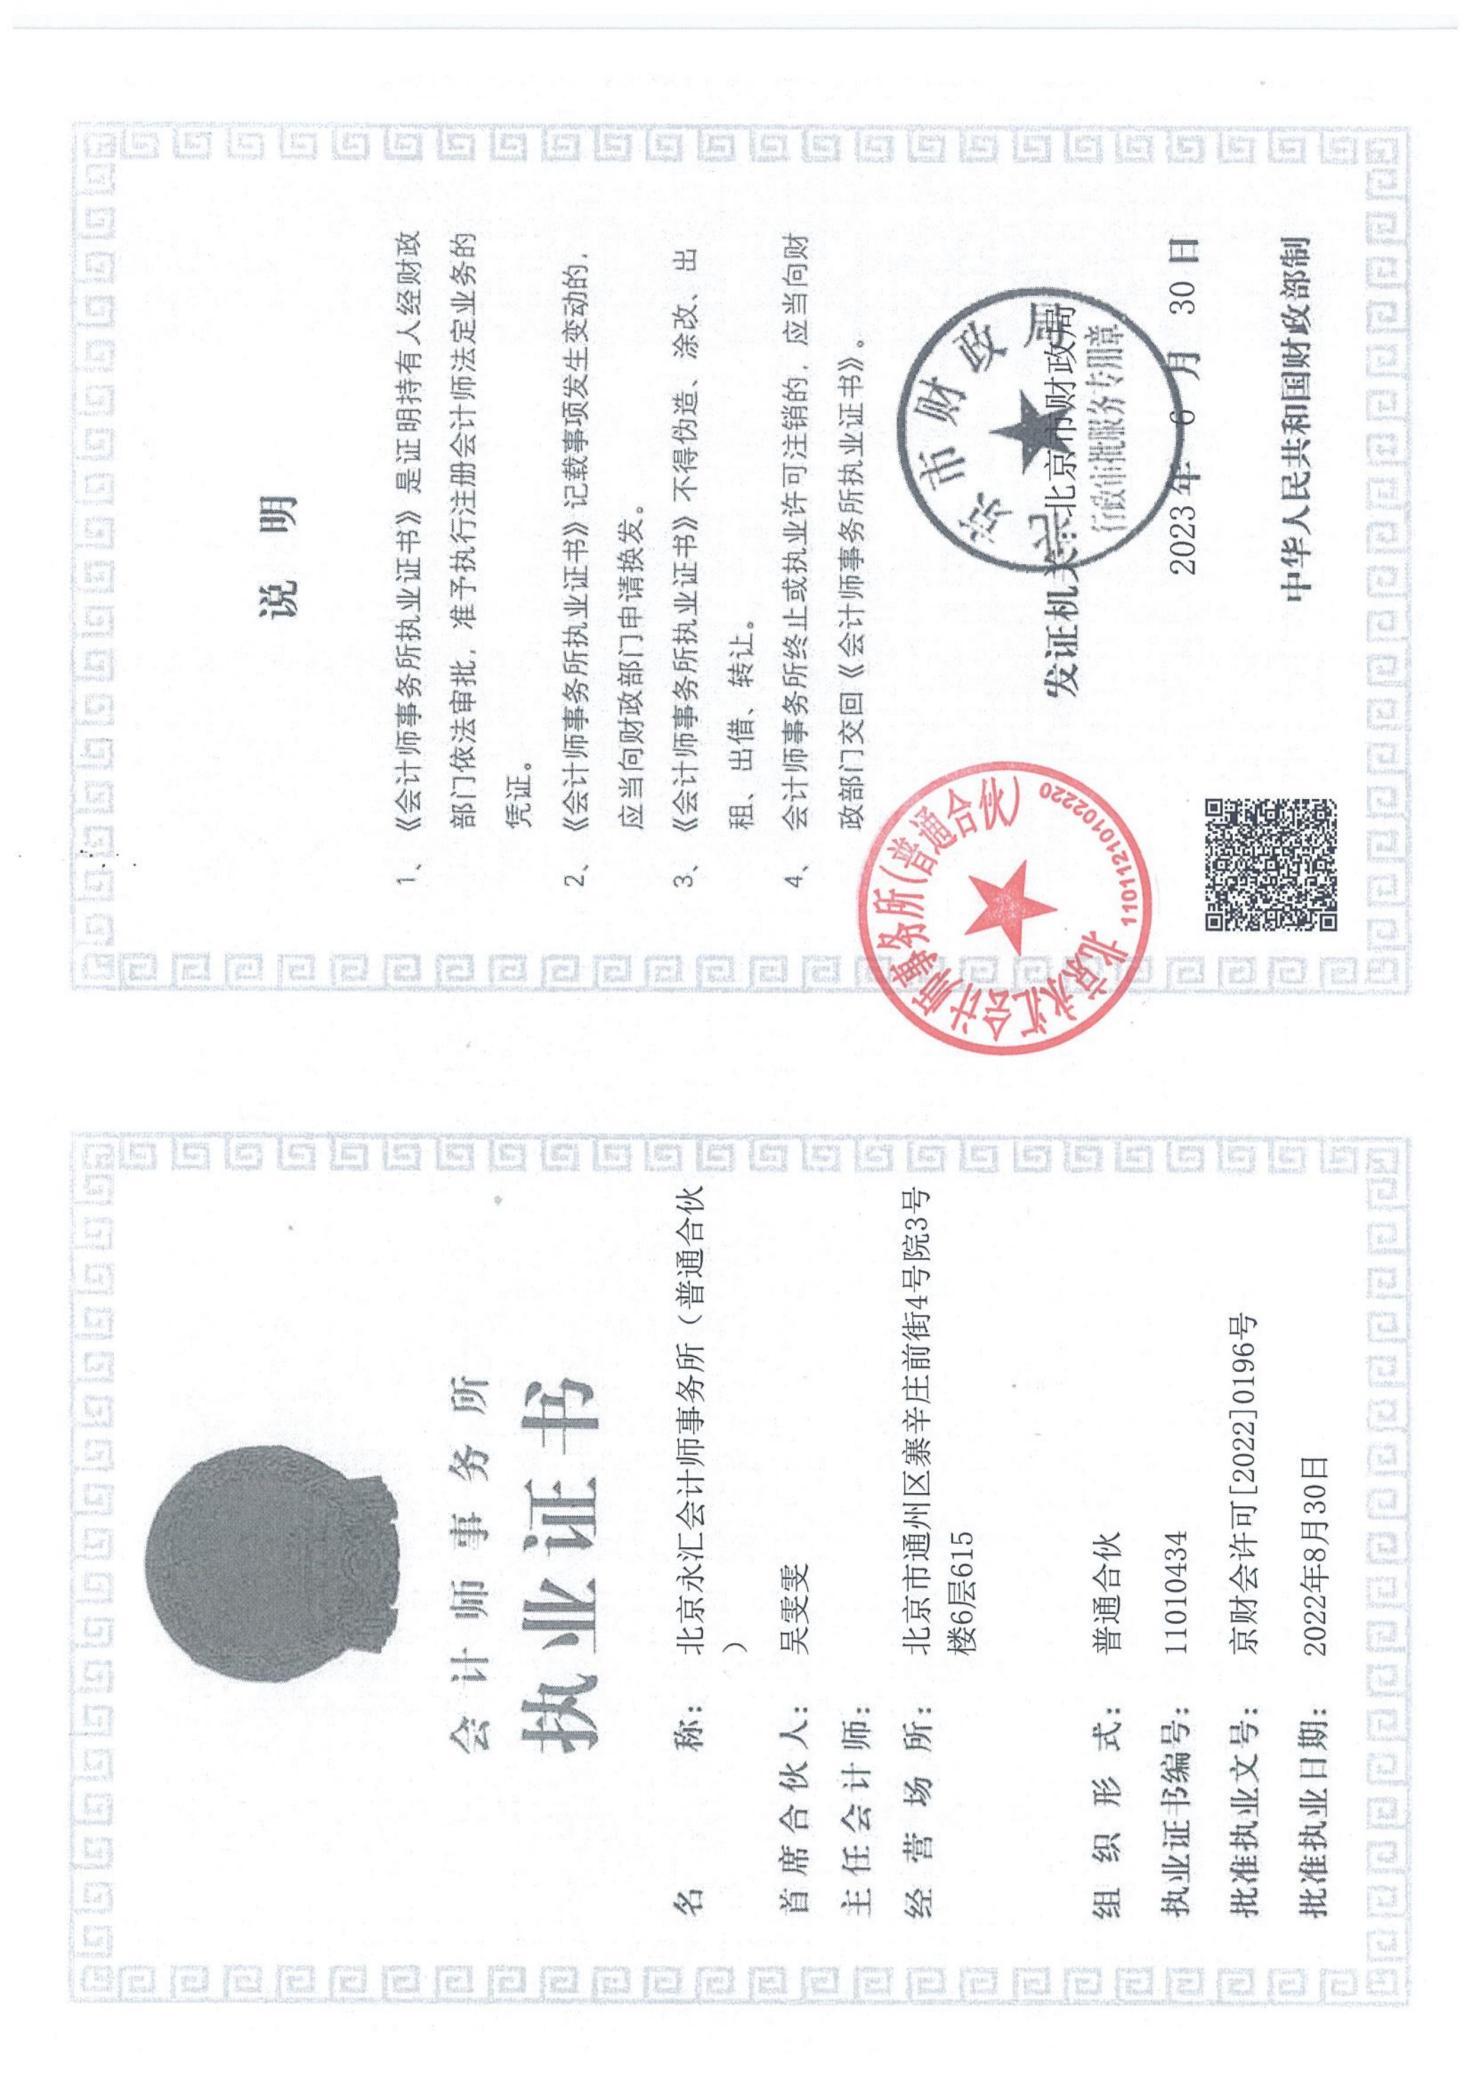 会计师事务所
执业证书
名称：北京永汇会计师事务所（普通合伙
）
首席合伙人：吴雯雯
主任会计师：
经营场所：北京市通州区寨辛庄前街4号院3号
楼6层615
组织形式：普通合伙
执业证书编号：11010434
批准执业文号：京财会许可[2022]0196号
批准执业日期：2022年8月30日
说明
1、《会计师事务所执业证书》是证明持有人经财政
部门依法审批，准予执行注册会计师法定业务的
凭证。
2、《会计师事务所执业证书》记载事项发生变动的，
应当向财政部门申请换发。
3、《会计师事务所执业证书》不得伪造、涂改、出
租、出借、转让。
4、会计师事务所终止或执业许可注销的，应当向财
政部门交回《会计师事务所执业证书》。
发证机关：北京市财政局
2023年6月30日
中华人民共和国财政部制
北京市财政局
行政审批服务专用章
北京永汇会计师事务所（普通合伙）
1101121010220